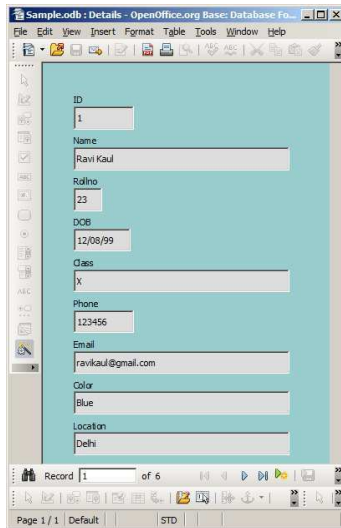 Sample.odb : Details - OpenOffice.org Base: Database Fo...
File Edit View Insert Format Table Tools Window Help
ID
1
Name
Ravi Kaul
Rollno
23
DOB
12/08/99
Class
X
Phone
123456
Email
ravikaul@gmail.com
Color
Blue
Location
Delhi
Record 1 of 6
Page 1 / 1 Default STD